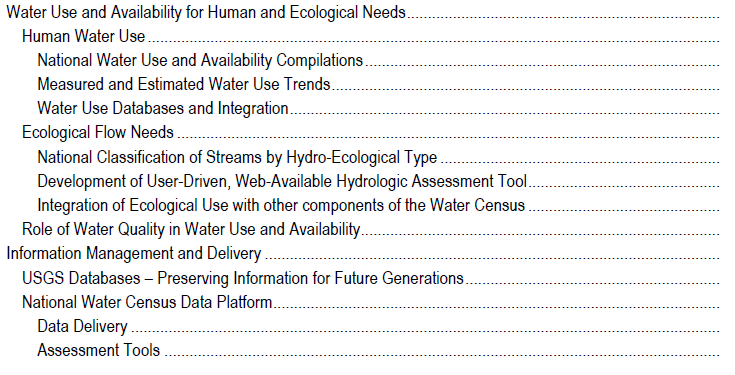 Water Use and Availability for Human and Ecological Needs
Human Water Use
National Water Use and Availability Compilations
Measured and Estimated Water Use Trends
Water Use Databases and Integration
Ecological Flow Needs
National Classification of Streams by Hydro-Ecological Type
Development of User-Driven, Web-Available Hydrologic Assessment Tool
Integration of Ecological Use with other components of the Water Census
Role of Water Quality in Water Use and Availability
Information Management and Delivery
USGS Databases – Preserving Information for Future Generations
National Water Census Data Platform
Data Delivery
Assessment Tools